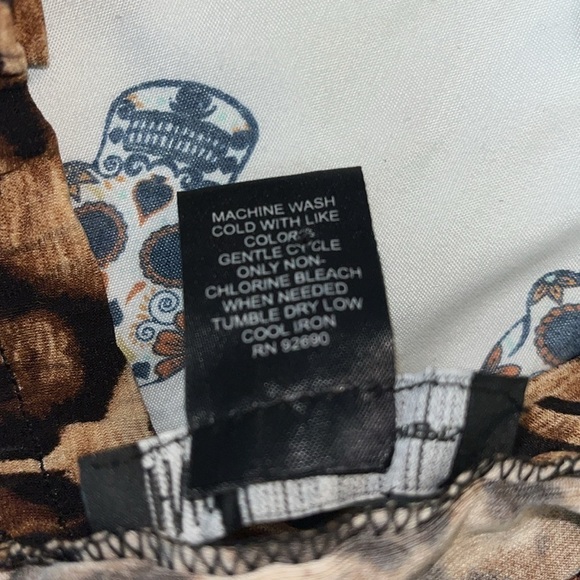 MACHINE WASH
COLD WITH LIKE
COLORS
GENTLE CYCLE
ONLY NON-
CHLORINE BLEACH
WHEN NEEDED
TUMBLE DRY LOW
COOL IRON
RN 92690